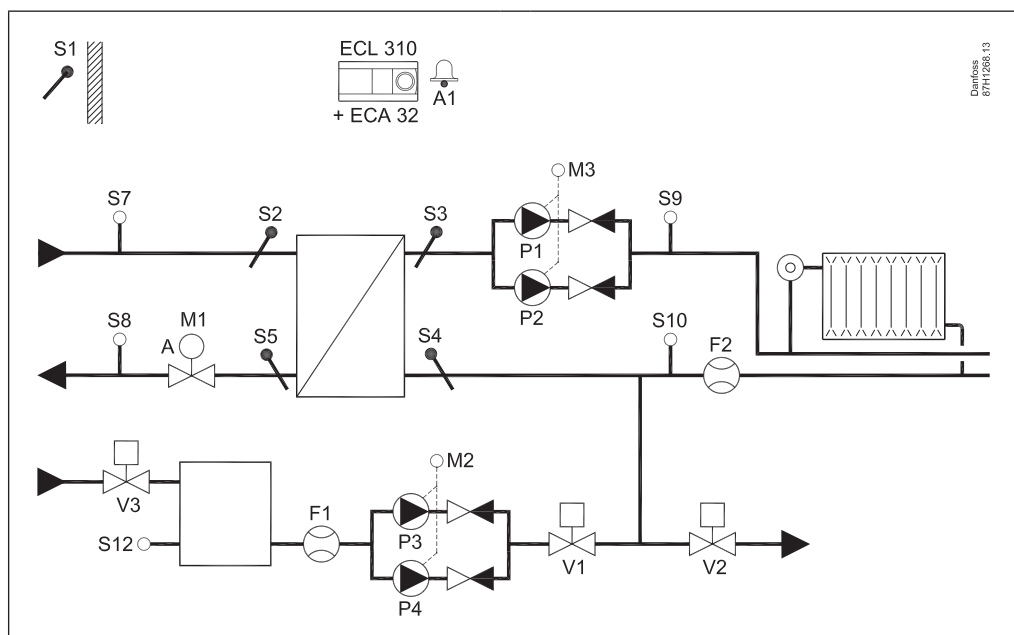 S1
ECL 310
A1
+ ECA 32
Danfoss
87H1268.13
M3
S7
S2
S3
S9
P1
P2
S8
M1
A
S5
S4
S10
F2
M2
V3
F1
P3
S12
V1
V2
P4